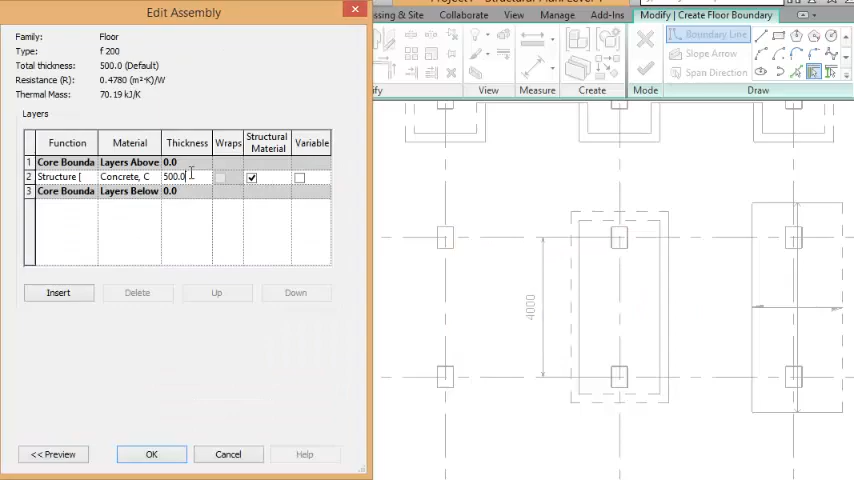 Edit Assembly
Family: Floor
Type: f 200
Total thickness: 500.0 (Default)
Resistance (R): 0.4780 (m²·K)/W
Thermal Mass: 70.19 kJ/K
Layers
Function Material Thickness Wraps Structural Material Variable
1 Core Bounda Layers Above 0.0
2 Structure [ Concrete, C 500.0
3 Core Bounda Layers Below 0.0
Insert Delete Up Down
<< Preview OK Cancel Help
ssing & Site Collaborate View Manage Add-Ins Modify | Create Floor Boundary
Boundary Line
Slope Arrow
Span Direction
View Measure Create Mode Draw
4000